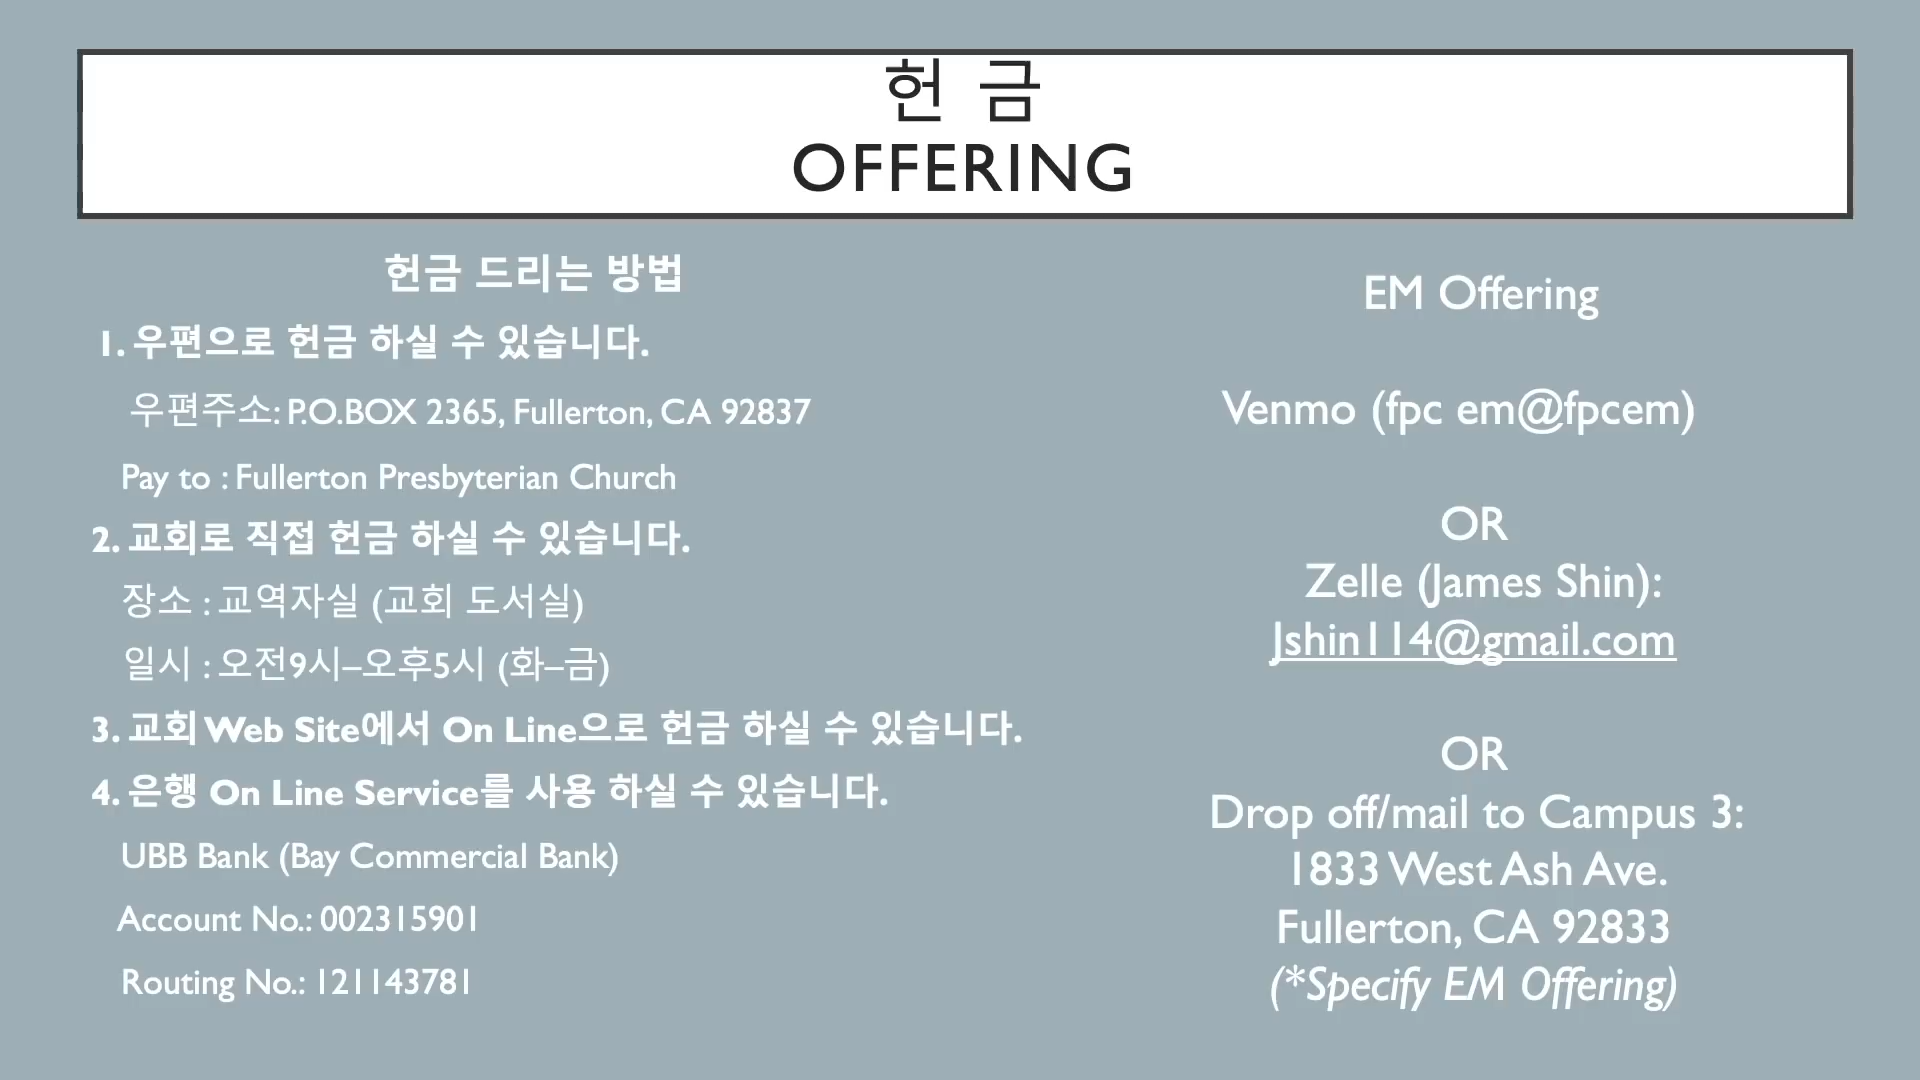 헌 금
OFFERING
헌금 드리는 방법
1. 우편으로 헌금 하실 수 있습니다.
우편주소: P.O.BOX 2365, Fullerton, CA 92837
Pay to : Fullerton Presbyterian Church
2. 교회로 직접 헌금 하실 수 있습니다.
장소 : 교역자실 (교회 도서실)
일시 : 오전9시–오후5시 (화–금)
3. 교회 Web Site에서 On Line으로 헌금 하실 수 있습니다.
4. 은행 On Line Service를 사용 하실 수 있습니다.
UBB Bank (Bay Commercial Bank)
Account No.: 002315901
Routing No.: 121143781
EM Offering
Venmo (fpc em@fpcem)
OR
Zelle (James Shin):
Jshin114@gmail.com
OR
Drop off/mail to Campus 3:
1833 West Ash Ave.
Fullerton, CA 92833
(*Specify EM Offering)